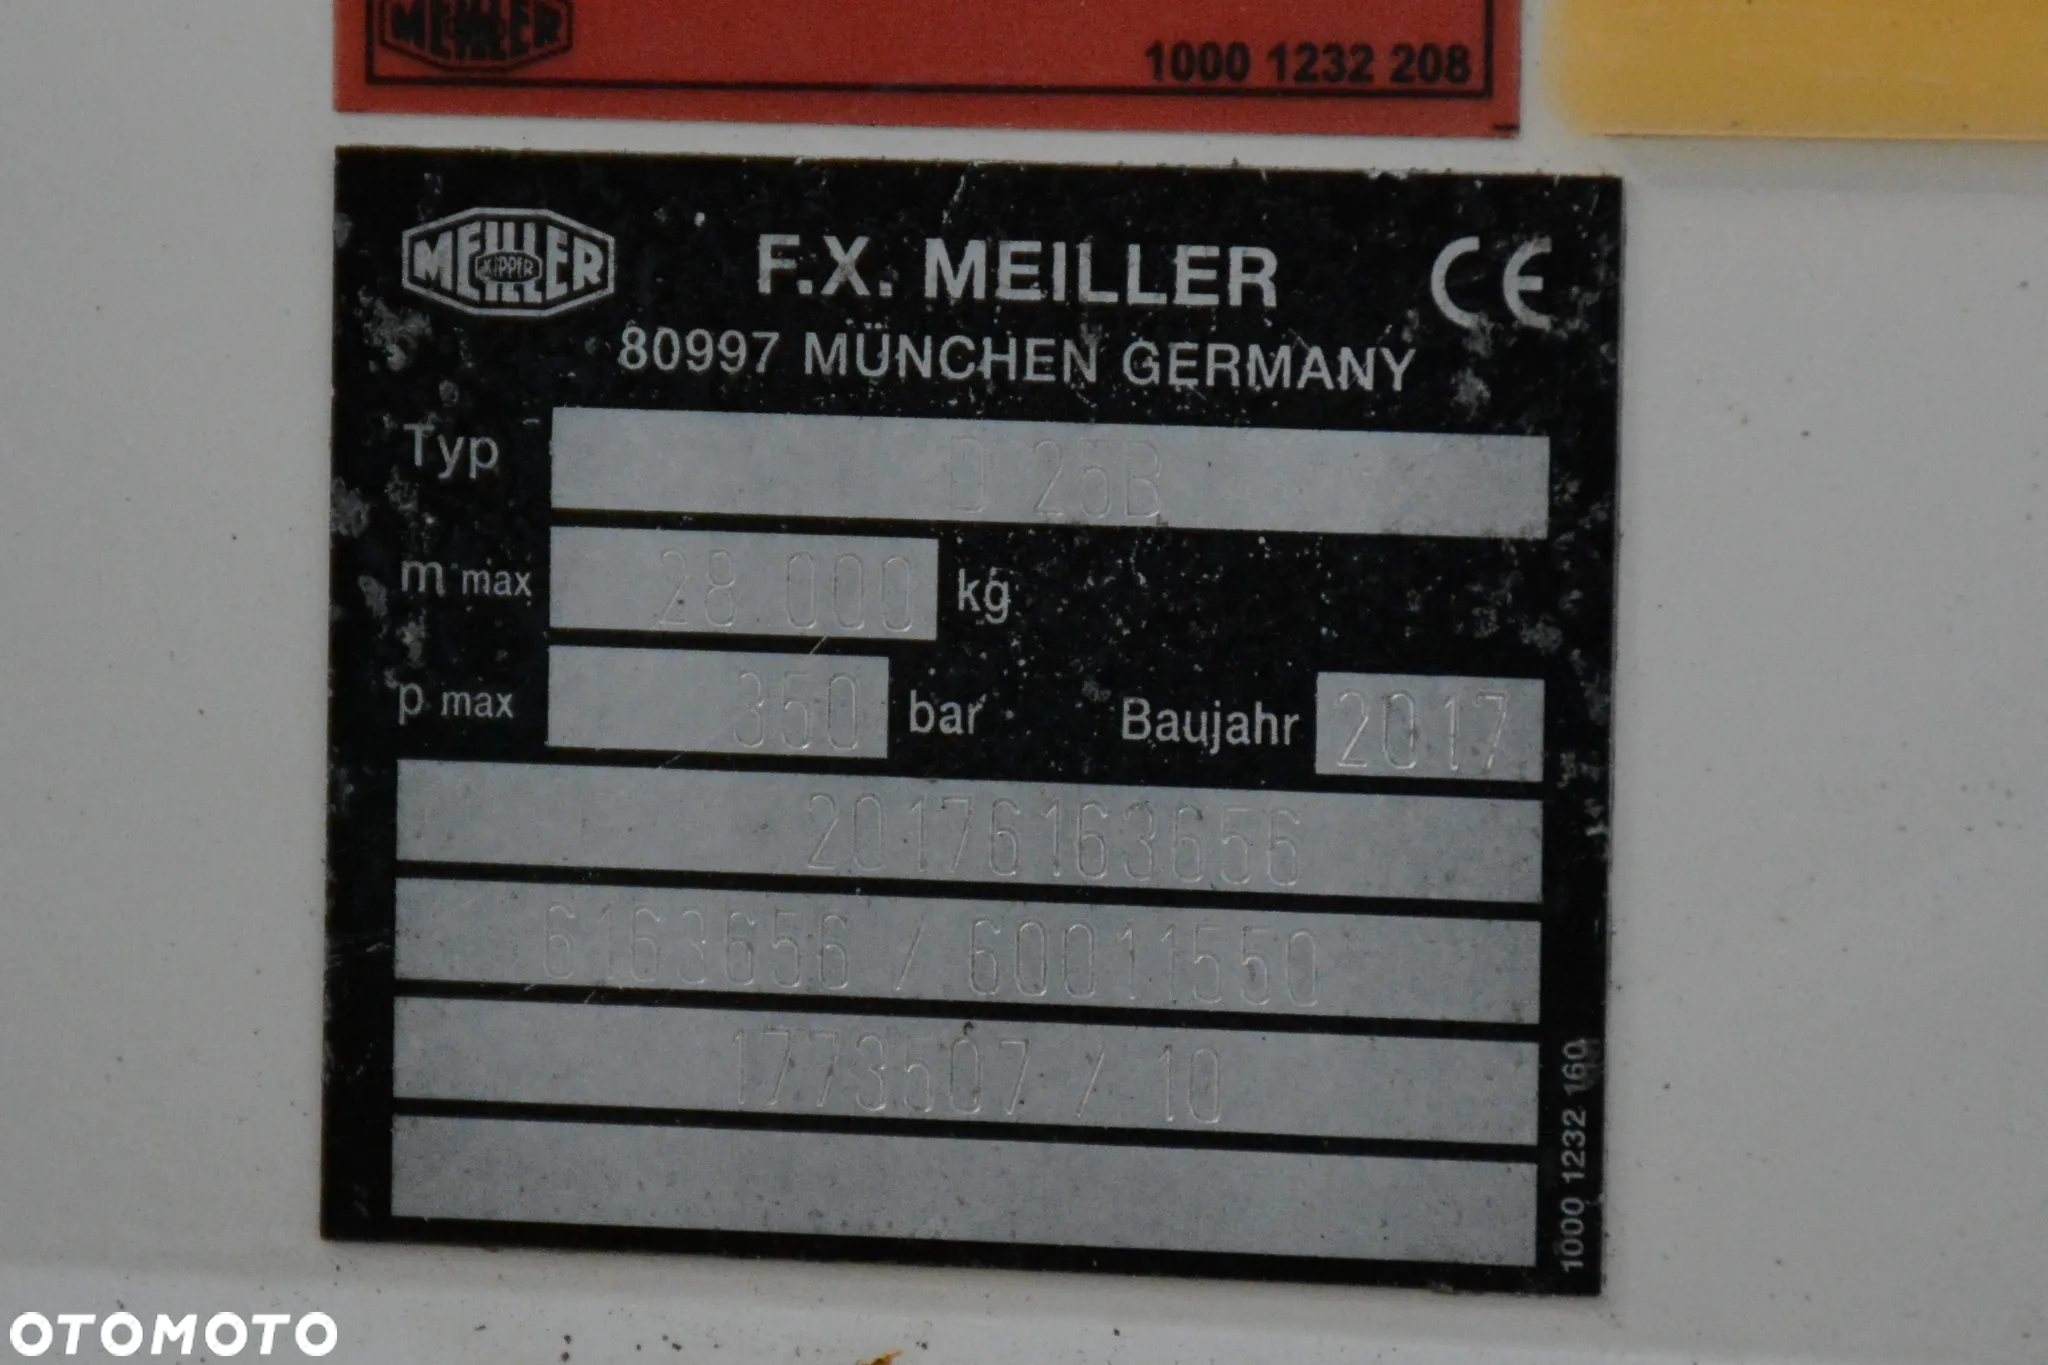 MEILLER
1000 1232 208
MEILLER
KIPPER
F.X. MEILLER
CE
80997 MÜNCHEN GERMANY
Typ D 25B
m max 28 000 kg
p max 350 bar Baujahr 2017
20176163656
6163656 / 60011550
1773507 / 10
1000 1232 160
OTOMOTO